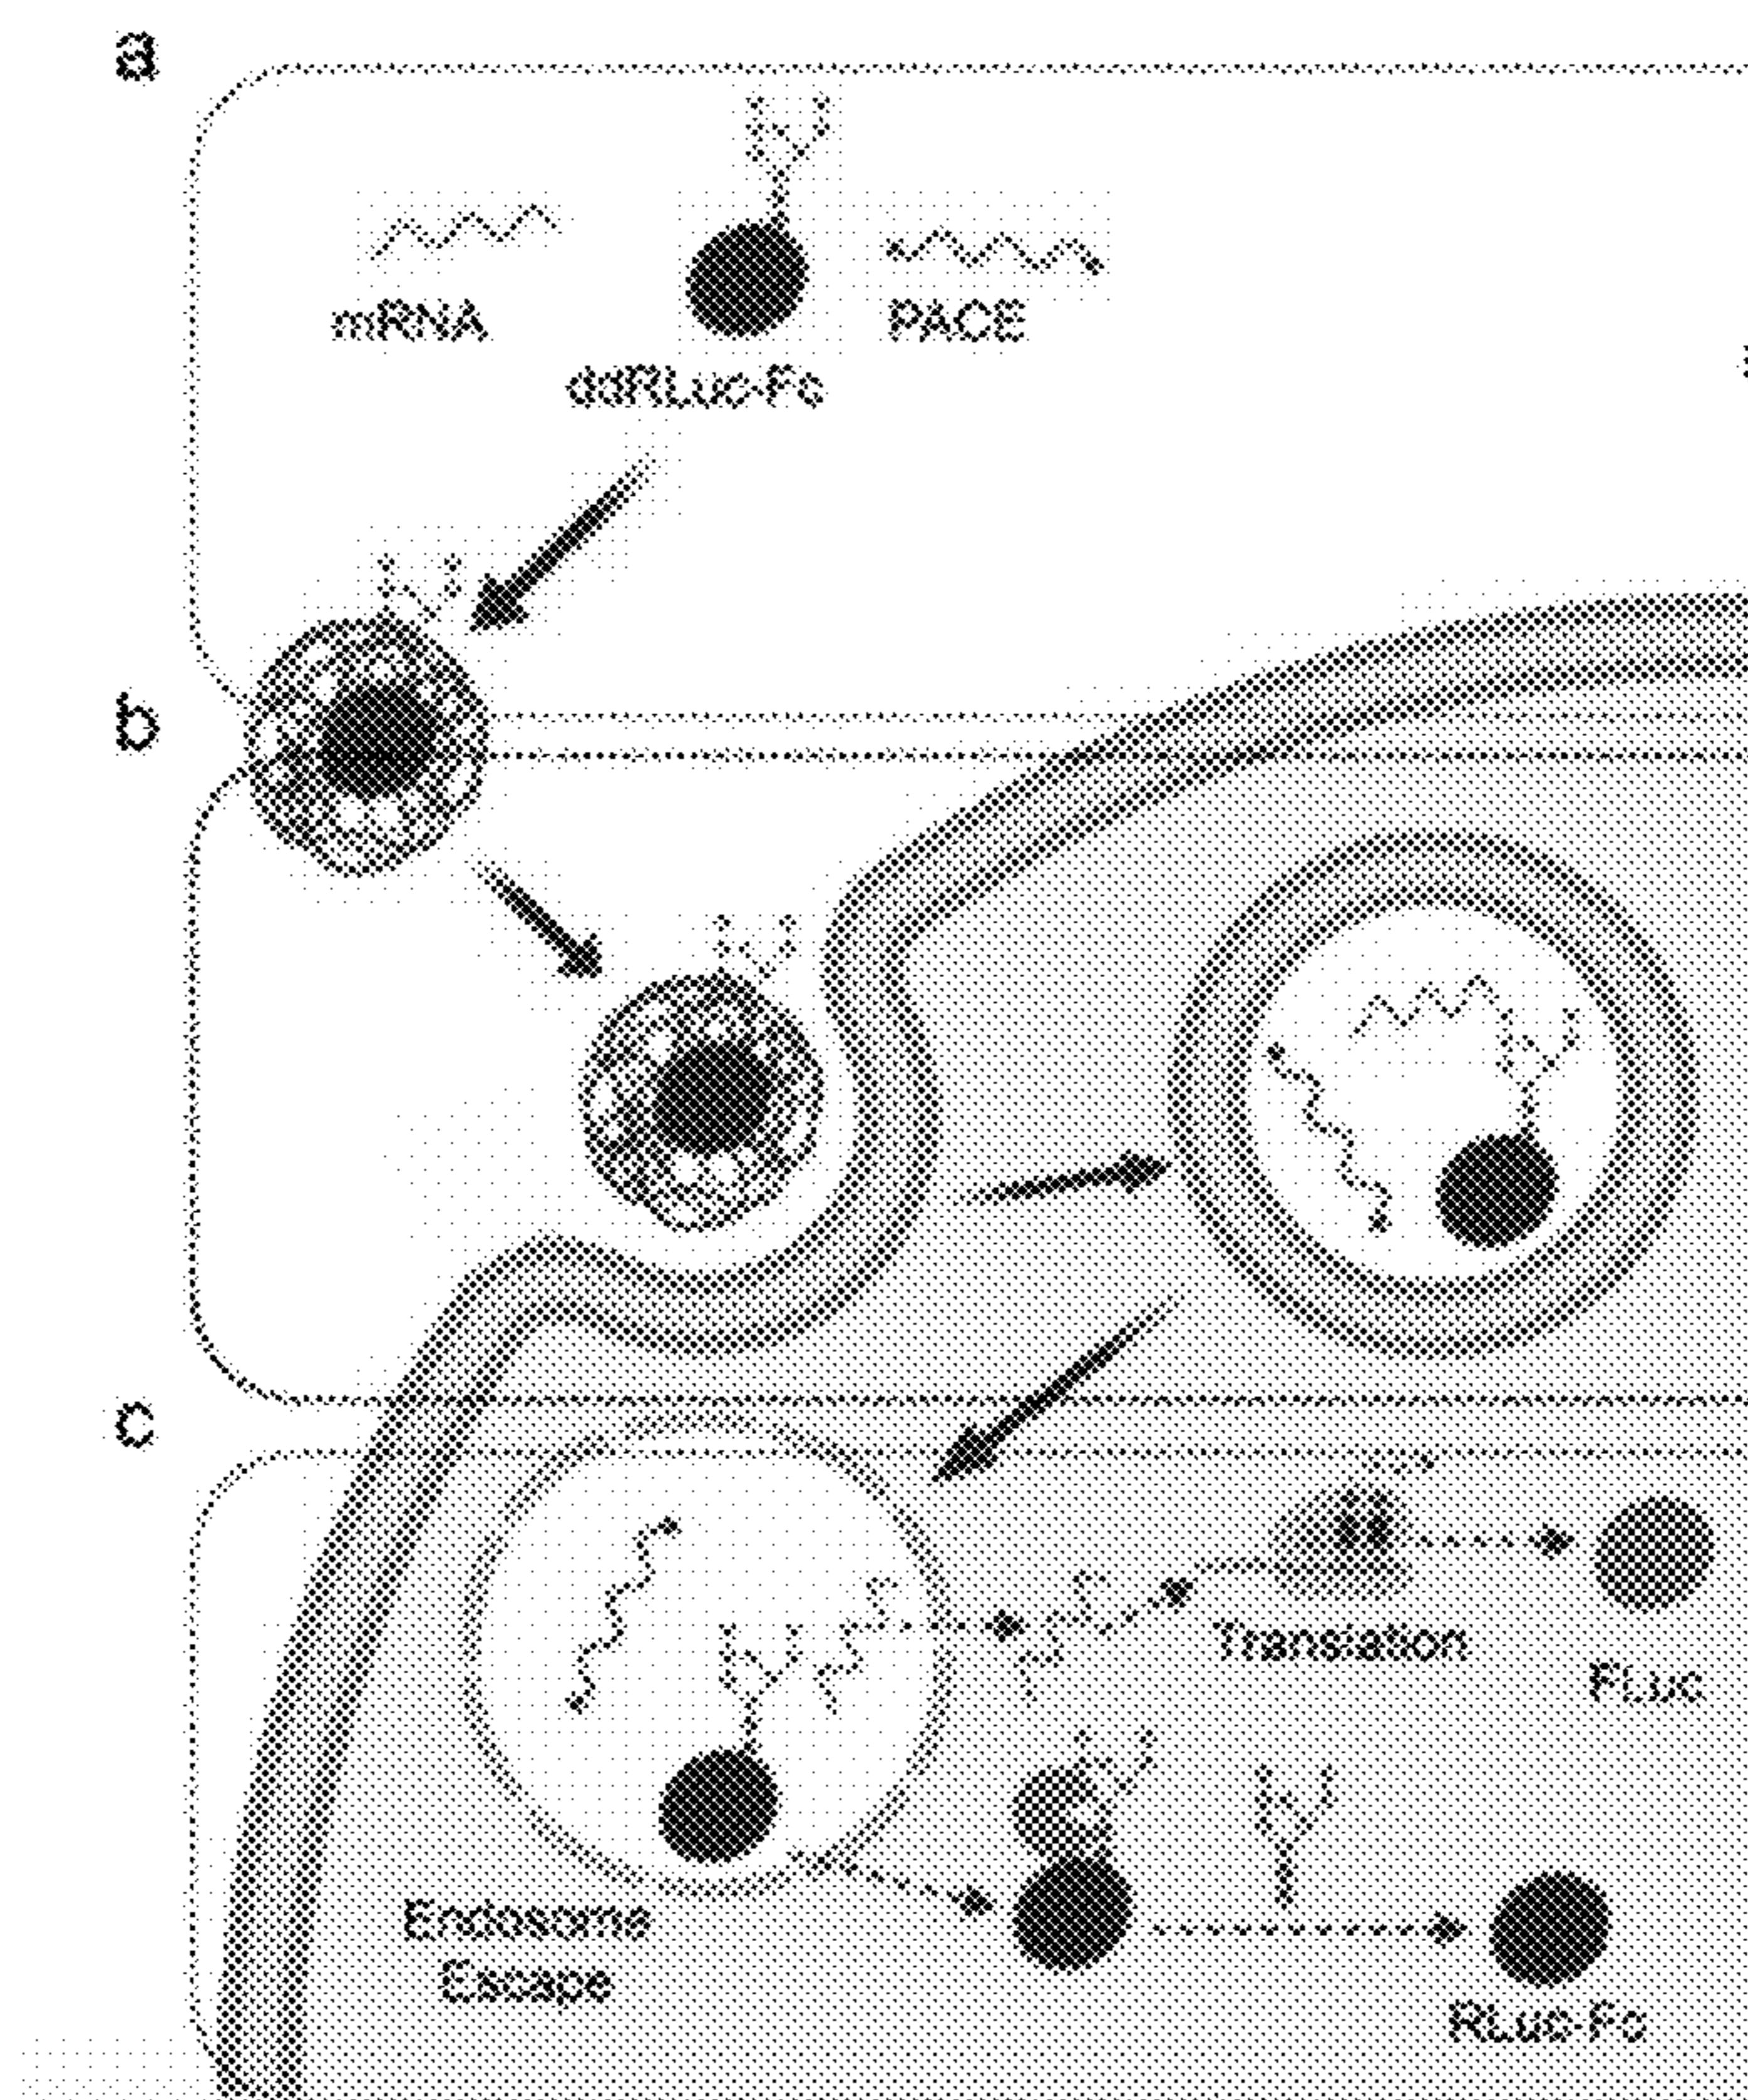 a
mRNA
PACE
ddRLuc-Fc
b
c
Translation
FLuc
Endosome
Escape
RLuc-Fc